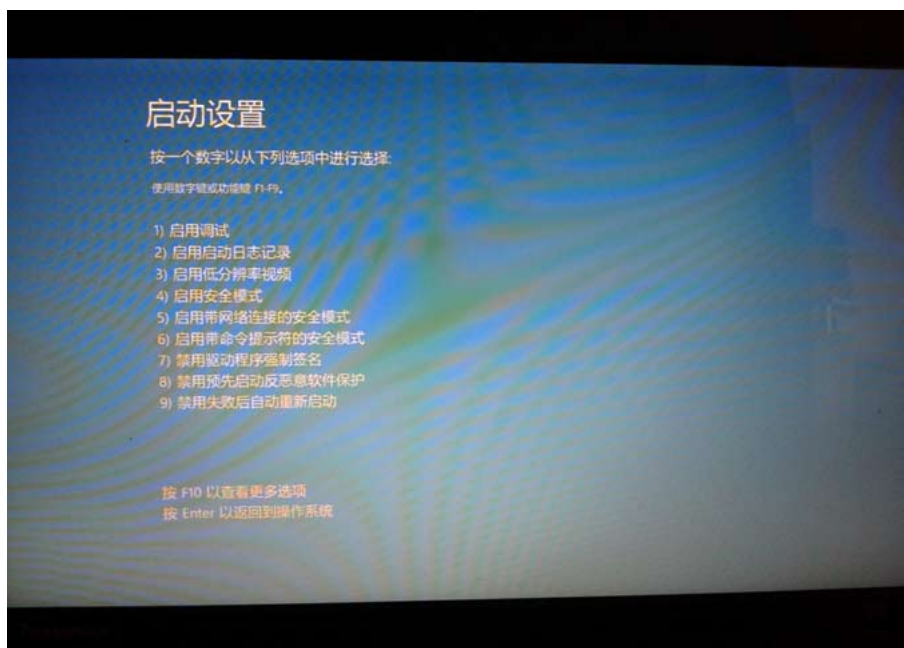 启动设置
按一个数字以从下列选项中进行选择:
使用数字键或功能键 F1-F9。
1) 启用调试
2) 启用启动日志记录
3) 启用低分辨率视频
4) 启用安全模式
5) 启用带网络连接的安全模式
6) 启用带命令提示符的安全模式
7) 禁用驱动程序强制签名
8) 禁用预先启动反恶意软件保护
9) 禁用失败后自动重新启动
按 F10 以查看更多选项
按 Enter 以返回到操作系统